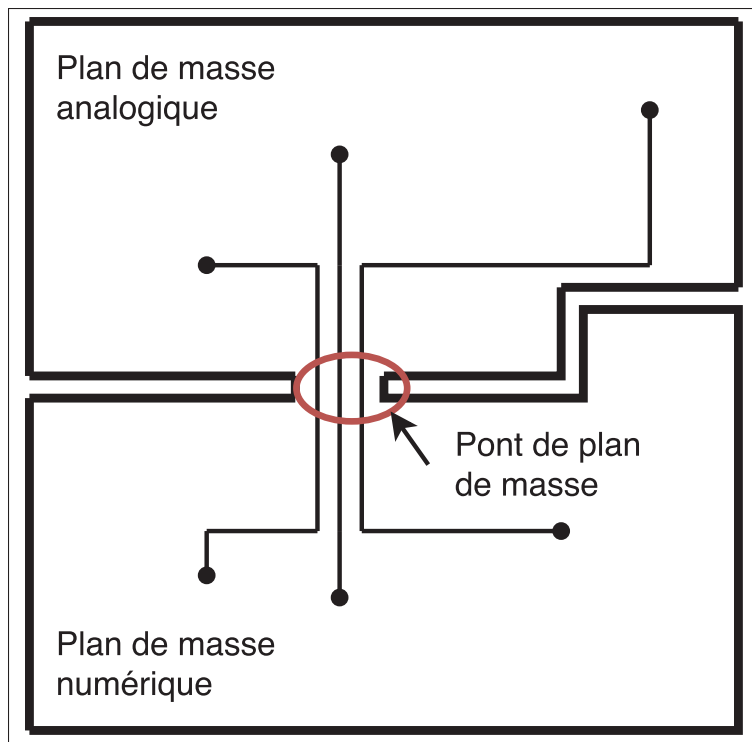 Plan de masse
analogique
Pont de plan
de masse
Plan de masse
numérique